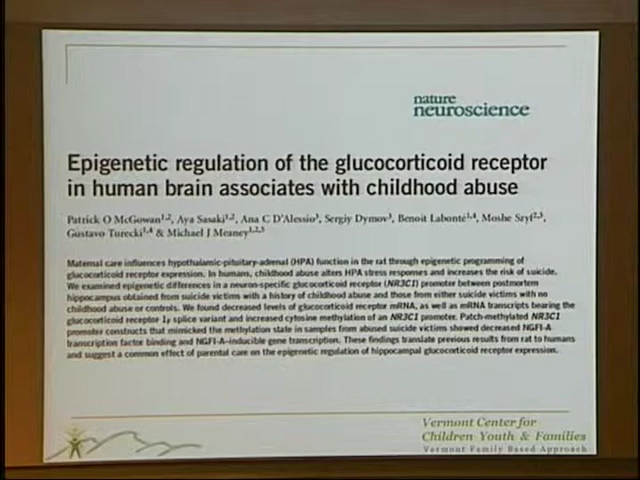 nature
neuroscience
Epigenetic regulation of the glucocorticoid receptor
in human brain associates with childhood abuse
Patrick O McGowan1,2, Aya Sasaki1,2, Ana C D'Alessio3, Sergiy Dymov3, Benoit Labonté1,4, Moshe Szyf2,3,
Gustavo Turecki1,4 & Michael J Meaney1,2,5
Maternal care influences hypothalamic-pituitary-adrenal (HPA) function in the rat through epigenetic programming of
glucocorticoid receptor expression. In humans, childhood abuse alters HPA stress responses and increases the risk of suicide.
We examined epigenetic differences in a neuron-specific glucocorticoid receptor (NR3C1) promoter between postmortem
hippocampus obtained from suicide victims with a history of childhood abuse and those from either suicide victims with no
childhood abuse or controls. We found decreased levels of glucocorticoid receptor mRNA, as well as mRNA transcripts bearing the
glucocorticoid receptor 1F splice variant and increased cytosine methylation of an NR3C1 promoter. Patch-methylated NR3C1
promoter constructs that mimicked the methylation state in samples from abused suicide victims showed decreased NGFI-A
transcription factor binding and NGFI-A–inducible gene transcription. These findings translate previous results from rat to humans
and suggest a common effect of parental care on the epigenetic regulation of hippocampal glucocorticoid receptor expression.
Vermont Center for
Children Youth & Families
Vermont Family Based Approach